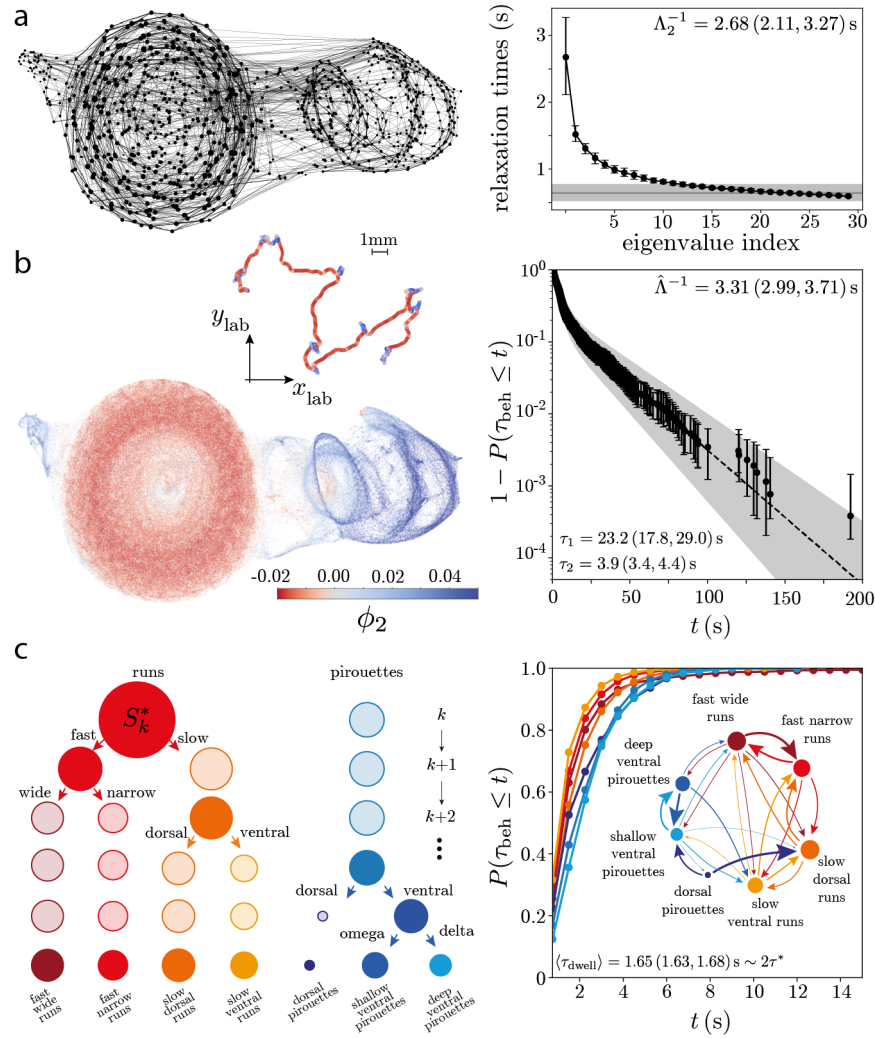 a
relaxation times (s)
3
2
1
Λ₂⁻¹ = 2.68 (2.11, 3.27)
5 10 15 20 25 30
eigenvalue index
b
1mm
y_lab
x_lab
-0.02 0.00 0.02 0.04
ϕ₂
1 − P(τ_beh ≤ t)
10⁰
10⁻¹
10⁻²
10⁻³
10⁻⁴
Λ̂⁻¹ = 3.31 (2.99, 3.71) s
τ₁ = 23.2 (17.8, 29.0) s
τ₂ = 3.9 (3.4, 4.4) s
0 25 50 75 100 125 150 175 200
t (s)
c
runs
S*_k
fast
slow
wide
narrow
dorsal
ventral
pirouettes
k
k+1
k+2
dorsal
ventral
omega
delta
fast wide runs
fast narrow runs
slow dorsal runs
slow ventral runs
dorsal pirouettes
shallow ventral pirouettes
deep ventral pirouettes
P(τ_beh ≤ t)
1.0
0.8
0.6
0.4
0.2
0.0
fast wide
runs
fast narrow
runs
deep
ventral
pirouettes
shallow
ventral
pirouettes
dorsal
pirouettes
slow
ventral runs
slow
dorsal
runs
⟨τ_dwell⟩ = 1.65 (1.63, 1.68) s ∼ 2τ*
2 4 6 8 10 12 14
t (s)